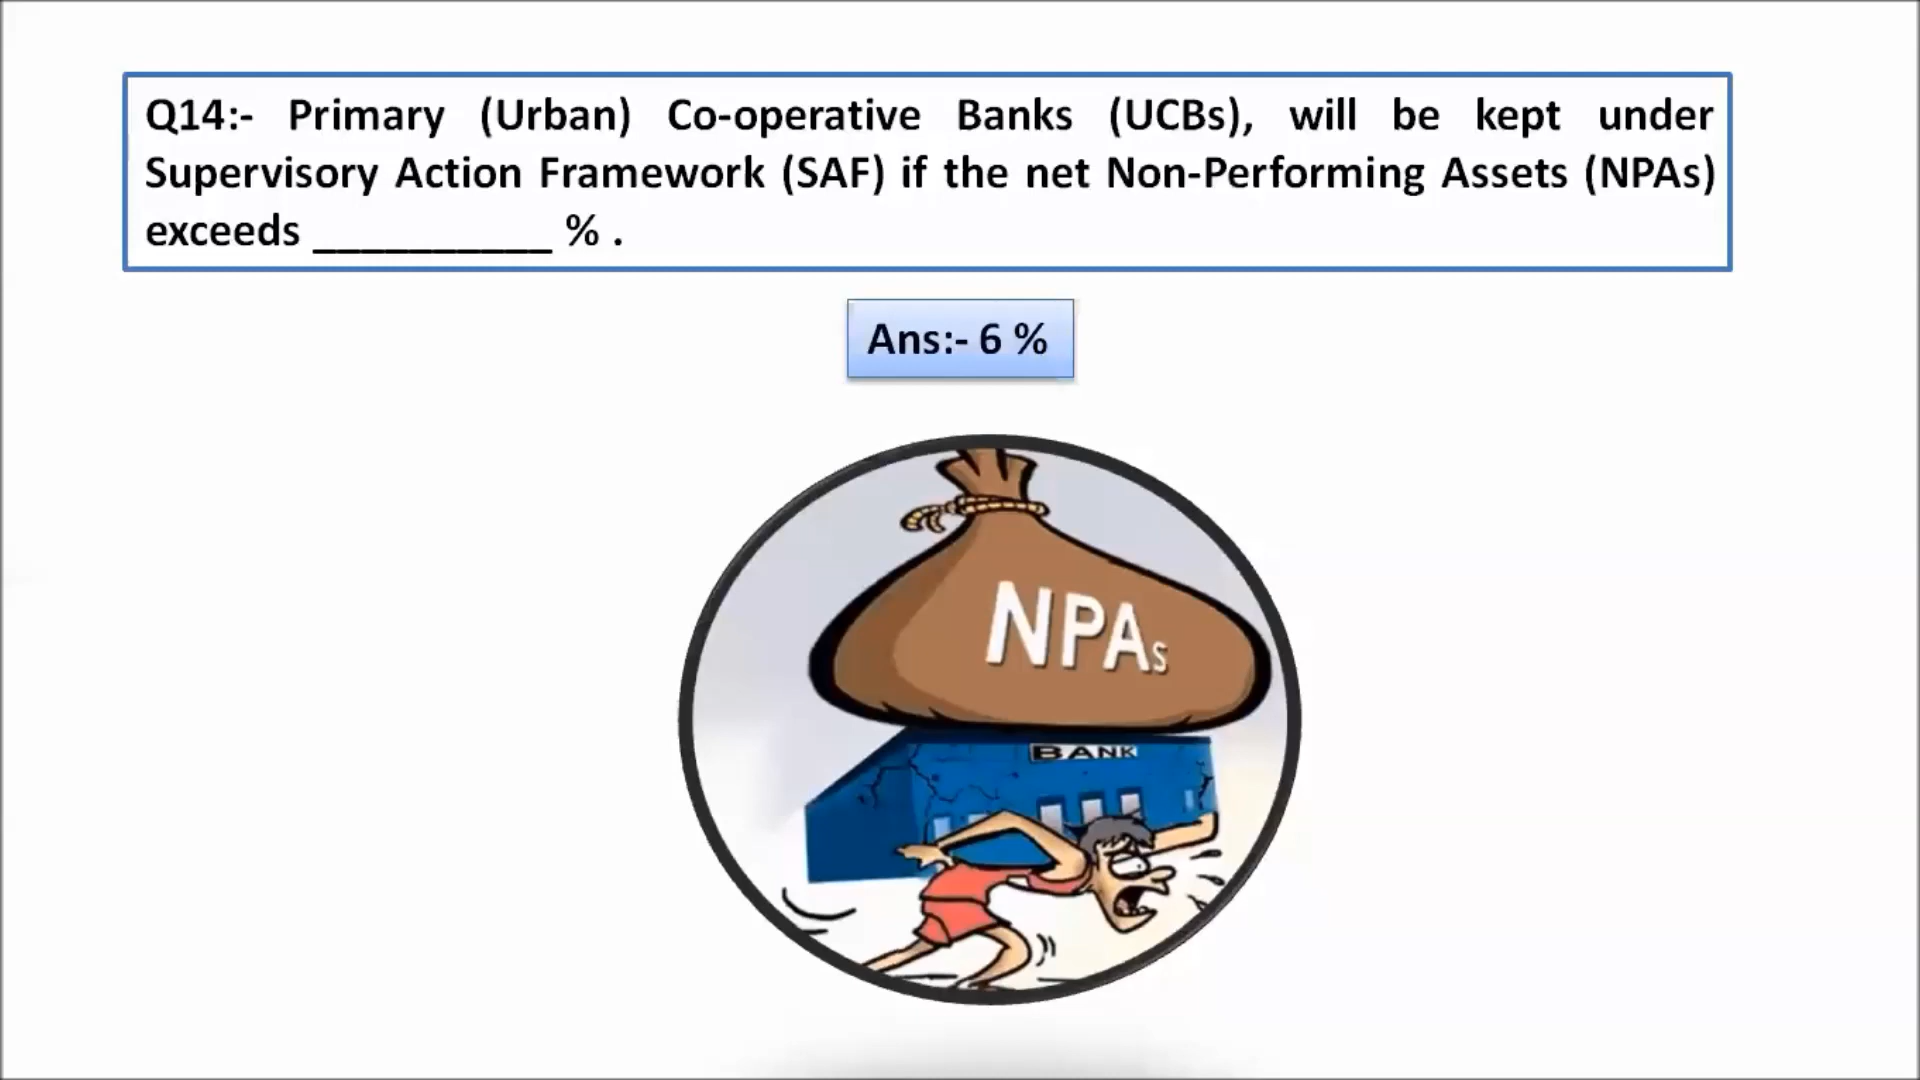 Q14:- Primary (Urban) Co-operative Banks (UCBs), will be kept under
Supervisory Action Framework (SAF) if the net Non-Performing Assets (NPAs)
exceeds __________ % .
Ans:- 6 %
NPAs
BANK